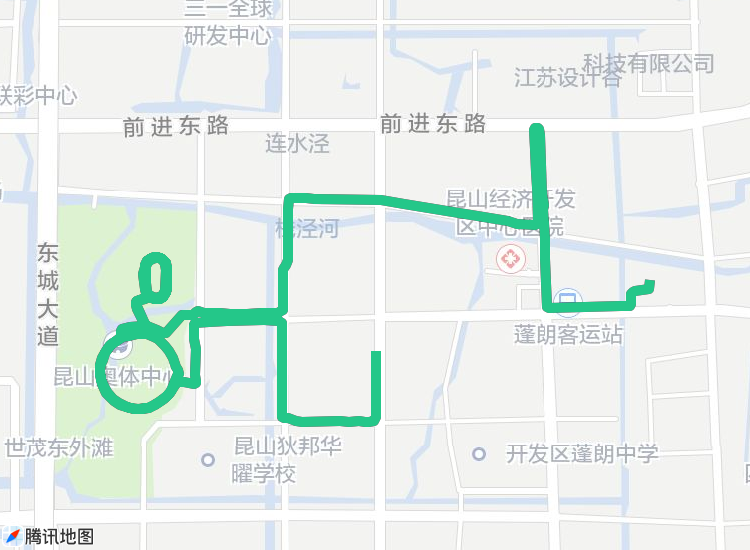 三一全球
研发中心
科技有限公司
江苏设计谷
联彩中心
前进东路
前进东路
连水泾
昆山经济开发
区中心医院
东城大道
蓬朗客运站
昆山奥体中心
世茂东外滩
昆山狄邦华
曜学校
开发区蓬朗中学
腾讯地图